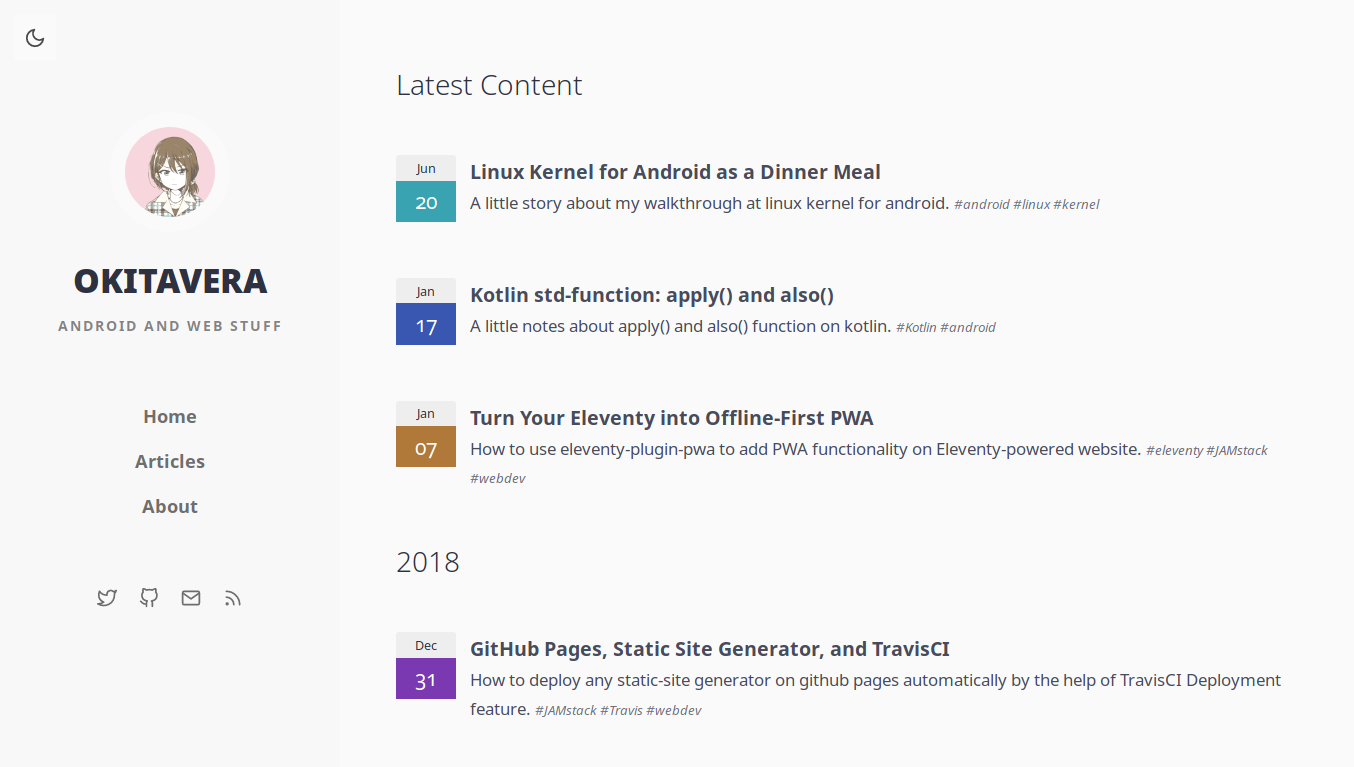 OKITAVERA
ANDROID AND WEB STUFF
Home
Articles
About
Latest Content
Jun
20
Linux Kernel for Android as a Dinner Meal
A little story about my walkthrough at linux kernel for android. #android #linux #kernel
Jan
17
Kotlin std-function: apply() and also()
A little notes about apply() and also() function on kotlin. #Kotlin #android
Jan
07
Turn Your Eleventy into Offline-First PWA
How to use eleventy-plugin-pwa to add PWA functionality on Eleventy-powered website. #eleventy #JAMstack
#webdev
2018
Dec
31
GitHub Pages, Static Site Generator, and TravisCI
How to deploy any static-site generator on github pages automatically by the help of TravisCI Deployment
feature. #JAMstack #Travis #webdev